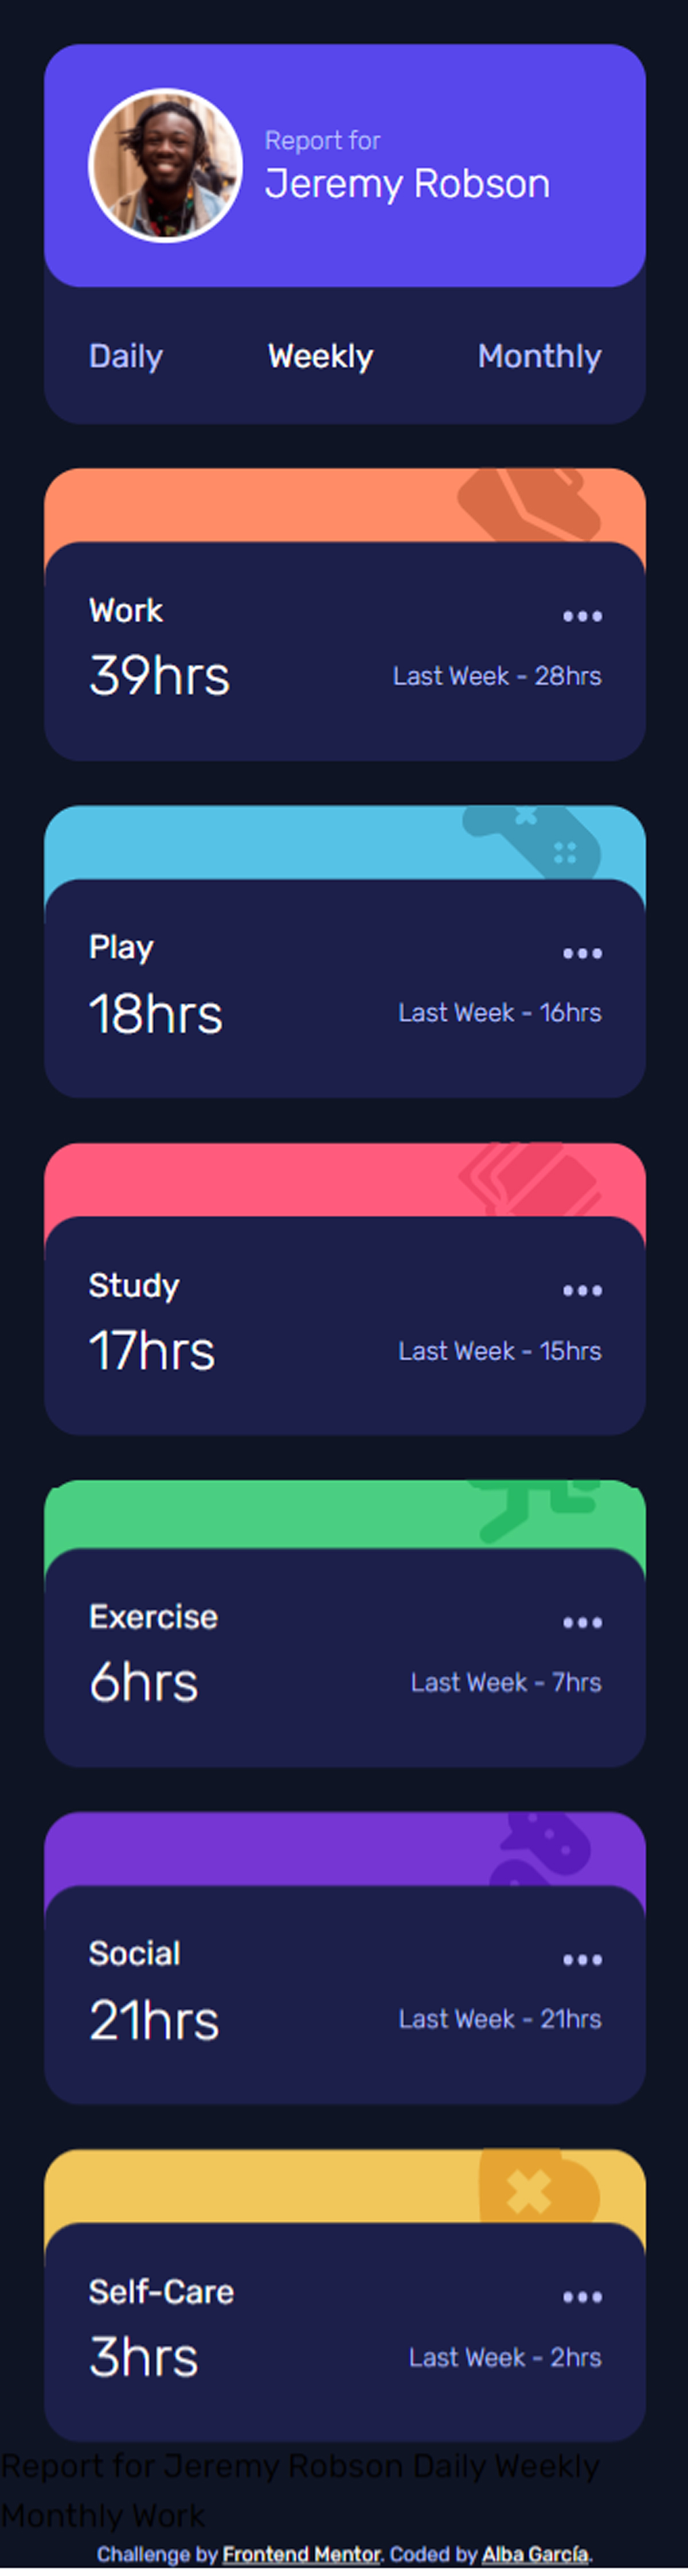 Report for
Jeremy Robson
Daily Weekly Monthly
Work
39hrs Last Week - 28hrs
Play
18hrs Last Week - 16hrs
Study
17hrs Last Week - 15hrs
Exercise
6hrs Last Week - 7hrs
Social
21hrs Last Week - 21hrs
Self-Care
3hrs Last Week - 2hrs
Report for Jeremy Robson Daily Weekly
Monthly Work
Challenge by Frontend Mentor. Coded by Alba García.